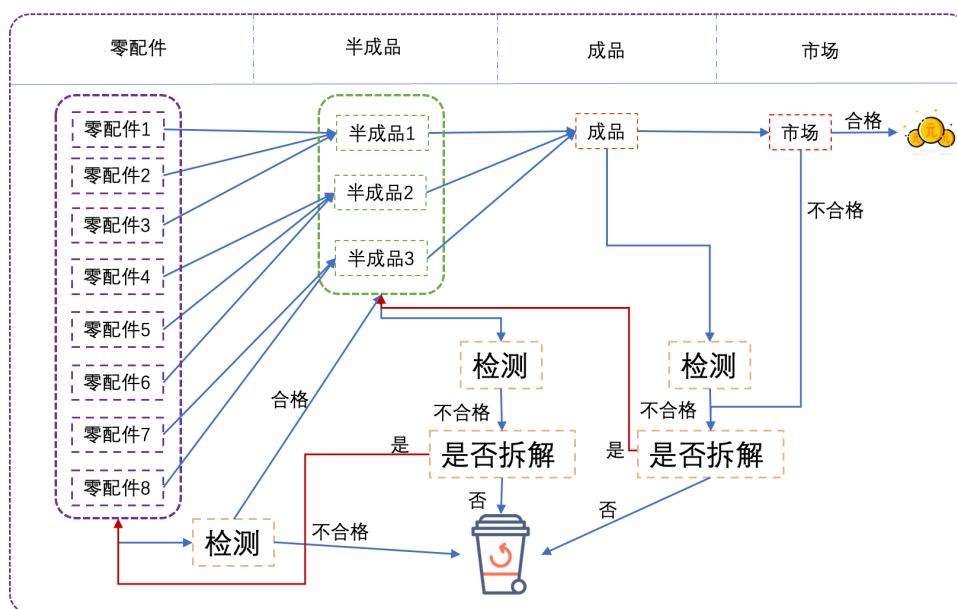 零配件
半成品
成品
市场
零配件1
零配件2
零配件3
零配件4
零配件5
零配件6
零配件7
零配件8
半成品1
半成品2
半成品3
成品
市场
合格
元
不合格
检测
检测
合格
不合格
不合格
是
是否拆解
是
是否拆解
否
否
检测
不合格